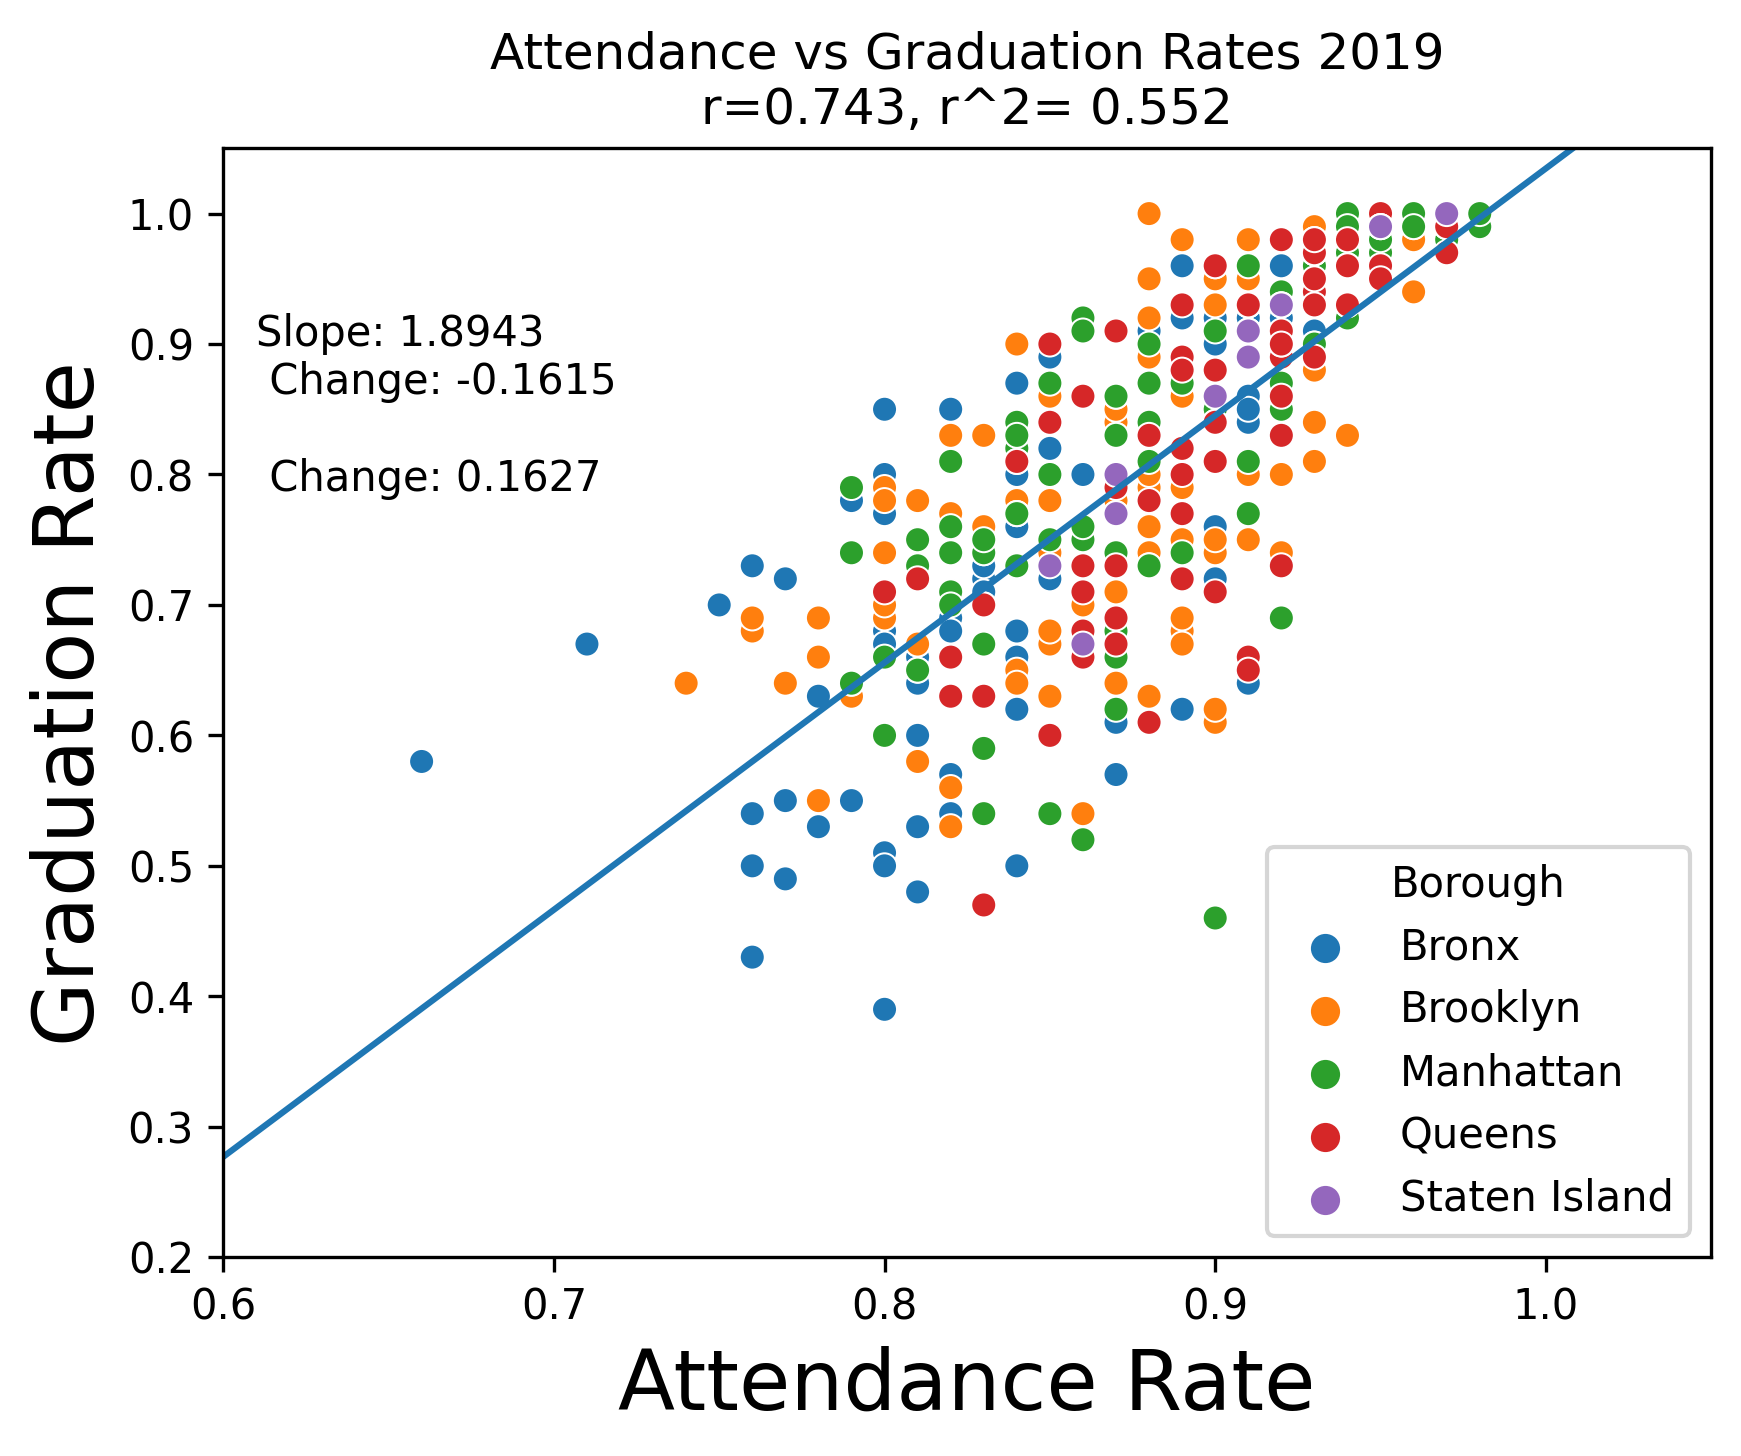 Attendance vs Graduation Rates 2019
r=0.743, r^2= 0.552
Slope: 1.8943
Change: -0.1615
Change: 0.1627
Graduation Rate
1.0
0.9
0.8
0.7
0.6
0.5
0.4
0.3
0.2
Borough
Bronx
Brooklyn
Manhattan
Queens
Staten Island
0.6 0.7 0.8 0.9 1.0
Attendance Rate